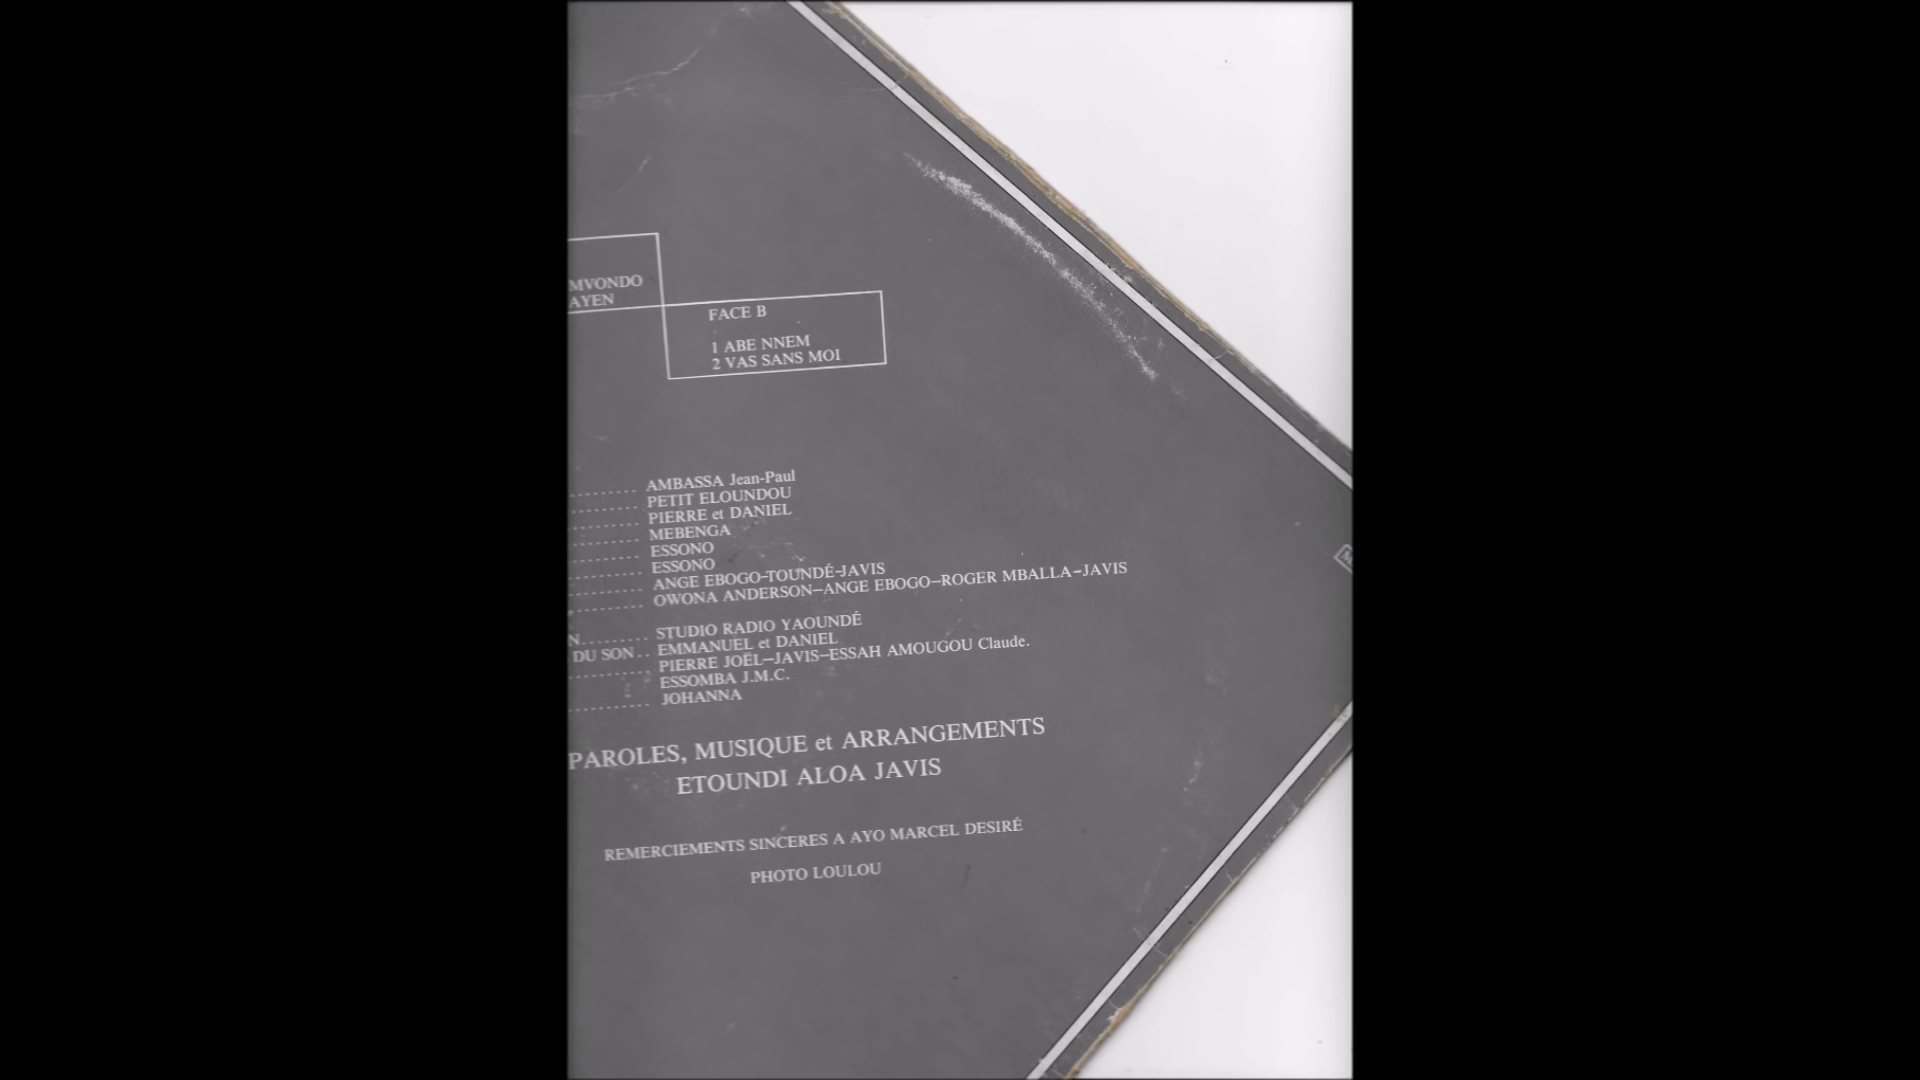 MVONDO
AYEN
FACE B
1 ABE NNEM
2 VAS SANS MOI
AMBASSA Jean-Paul
PETIT ELOUNDOU
PIERRE et DANIEL
MEBENGA
ESSONO
ESSONO
ANGE EBOGO-TOUNDÉ-JAVIS
OWONA ANDERSON–ANGE EBOGO–ROGER MBALLA–JAVIS
N......... STUDIO RADIO YAOUNDÉ
DU SON.. EMMANUEL et DANIEL
PIERRE JOËL–JAVIS–ESSAH AMOUGOU Claude.
ESSOMBA J.M.C.
JOHANNA
PAROLES, MUSIQUE et ARRANGEMENTS
ETOUNDI ALOA JAVIS
REMERCIEMENTS SINCERES A AYO MARCEL DESIRÉ
PHOTO LOULOU